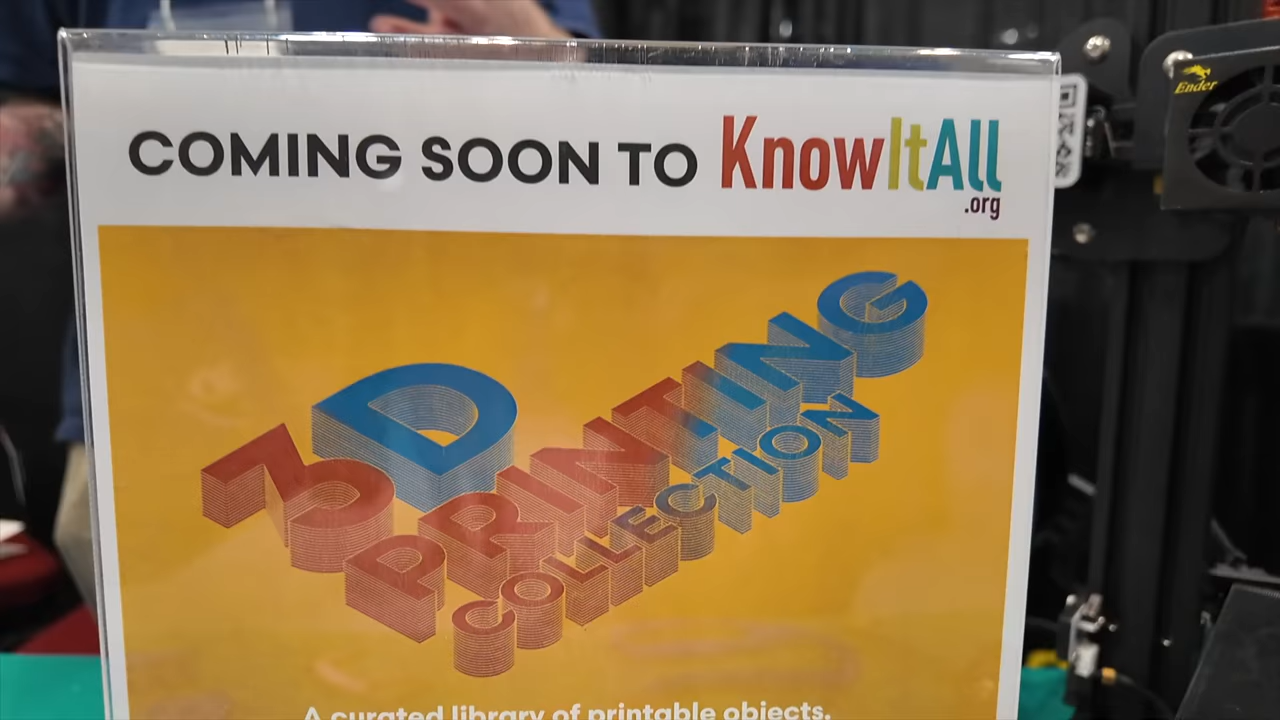 COMING SOON TO KnowItAll
.org
3D
PRINTING
COLLECTION
A curated library of printable objects.
Ender